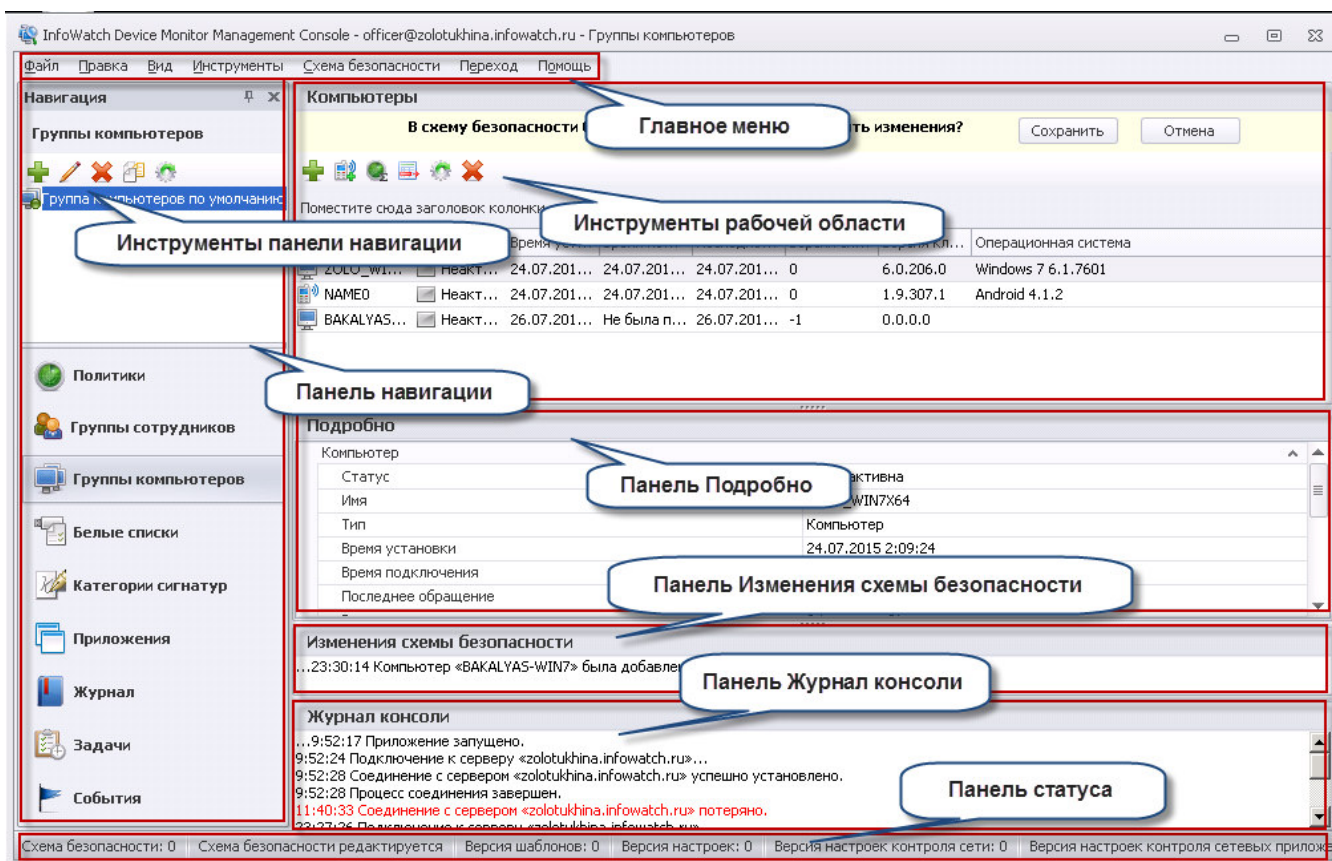 InfoWatch Device Monitor Management Console - officer@zolotukhina.infowatch.ru - Группы компьютеров
Файл Правка Вид Инструменты Схема безопасности Переход Помощь
Навигация
Группы компьютеров
Группа компьютеров по умолчанию
Инструменты панели навигации
Панель навигации
Политики
Группы сотрудников
Группы компьютеров
Белые списки
Категории сигнатур
Приложения
Журнал
Задачи
События
Компьютеры
В схему безопасности изменения?
Главное меню
Сохранить Отмена
Инструменты рабочей области
Поместите сюда заголовок колонки
Время Операционная система
ZOLO_WI... Неакт... 24.07.201... 24.07.201... 24.07.201... 0 6.0.206.0 Windows 7 6.1.7601
NAME0 Неакт... 24.07.201... 24.07.201... 24.07.201... 0 1.9.307.1 Android 4.1.2
BAKALYAS... Неакт... 26.07.201... Не была п... 26.07.201... -1 0.0.0.0
Подробно
Панель Подробно
Компьютер
Статус
Имя _WIN7X64
Тип Компьютер
Время установки 24.07.2015 2:09:24
Время подключения
Последнее обращение
Панель Изменения схемы безопасности
Изменения схемы безопасности
...23:30:14 Компьютер «BAKALYAS-WIN7» была
Панель Журнал консоли
Журнал консоли
...9:52:17 Приложение запущено.
9:52:24 Подключение к серверу «zolotukhina.infowatch.ru»...
9:52:28 Соединение с сервером «zolotukhina.infowatch.ru» успешно установлено.
9:52:28 Процесс соединения завершен.
11:40:33 Соединение с сервером «zolotukhina.infowatch.ru» потеряно.
Панель статуса
Схема безопасности: 0 Схема безопасности редактируется Версия шаблонов: 0 Версия настроек: 0 Версия настроек контроля сети: 0 Версия настроек контроля сетевых